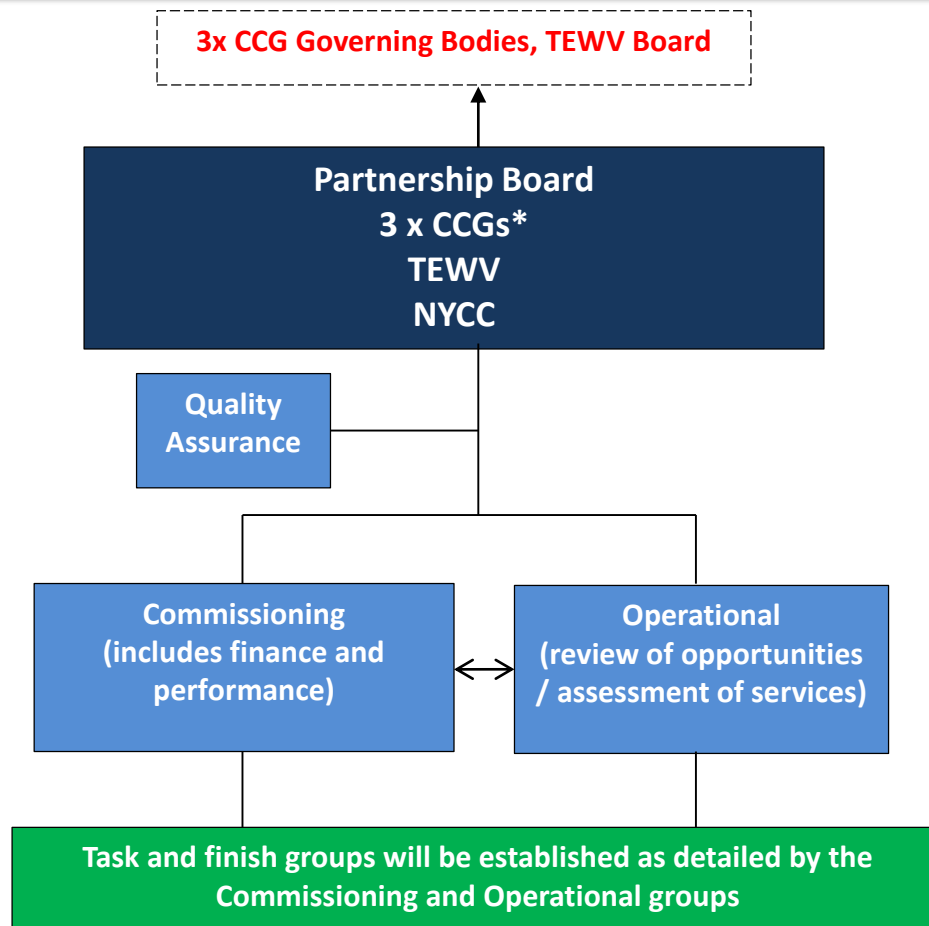 3x CCG Governing Bodies, TEWV Board
Partnership Board
3 x CCGs*
TEWV
NYCC
Quality
Assurance
Commissioning
(includes finance and
performance)
Operational
(review of opportunities
/ assessment of services)
Task and finish groups will be established as detailed by the
Commissioning and Operational groups